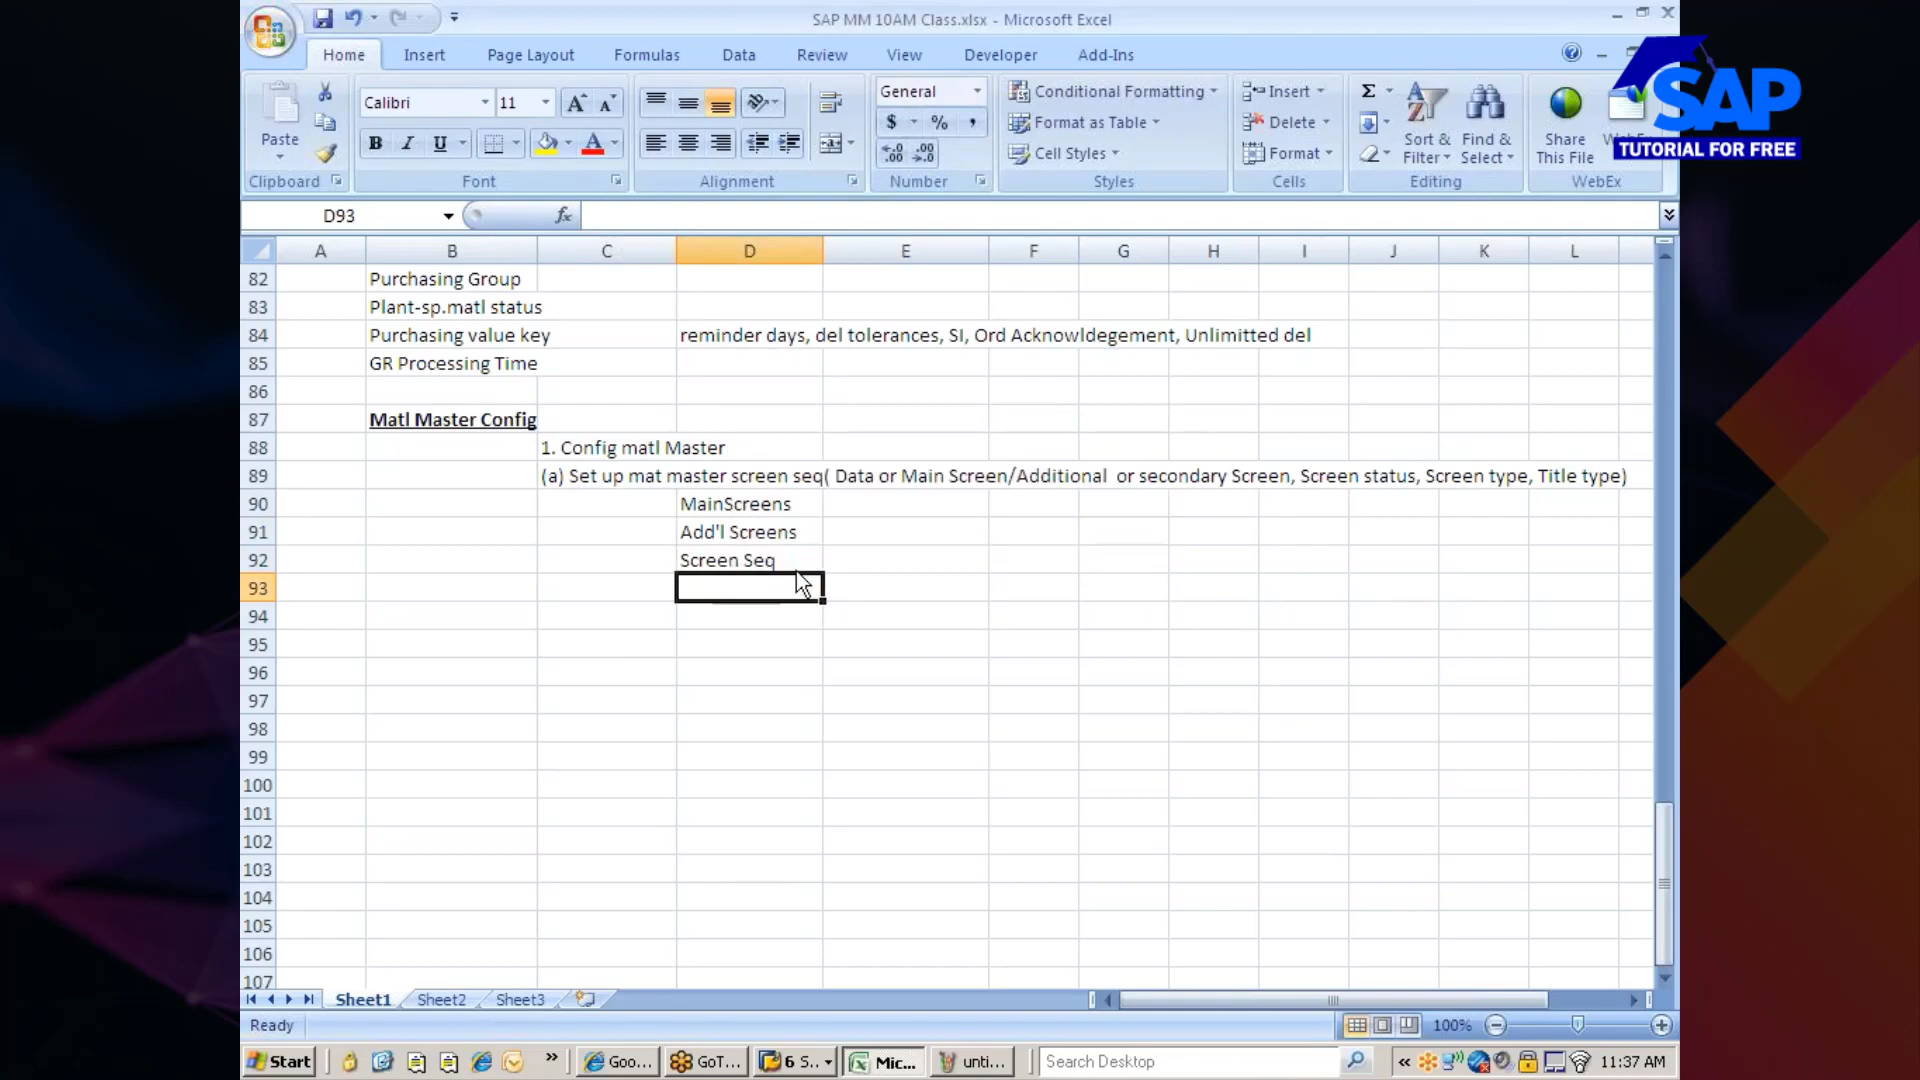 SAP MM 10AM Class.xlsx - Microsoft Excel
Home Insert Page Layout Formulas Data Review View Developer Add-Ins
SAP
TUTORIAL FOR FREE
Paste
Calibri 11
B I U
General
$ % ,
Conditional Formatting
Format as Table
Cell Styles
Insert
Delete
Format
Sort & Filter
Find & Select
Share This File
Clipboard Font Alignment Number Styles Cells Editing WebEx
D93 fx
A B C D E F G H I J K L
82 Purchasing Group
83 Plant-sp.matl status
84 Purchasing value key reminder days, del tolerances, SI, Ord Acknowldegement, Unlimitted del
85 GR Processing Time
86
87 Matl Master Config
88 1. Config matl Master
89 (a) Set up mat master screen seq( Data or Main Screen/Additional or secondary Screen, Screen status, Screen type, Title type)
90 MainScreens
91 Add'l Screens
92 Screen Seq
93
94
95
96
97
98
99
100
101
102
103
104
105
106
107
Sheet1 Sheet2 Sheet3
Ready 100%
Start Goo... GoT... 6 S.. Mic... unti... Search Desktop 11:37 AM